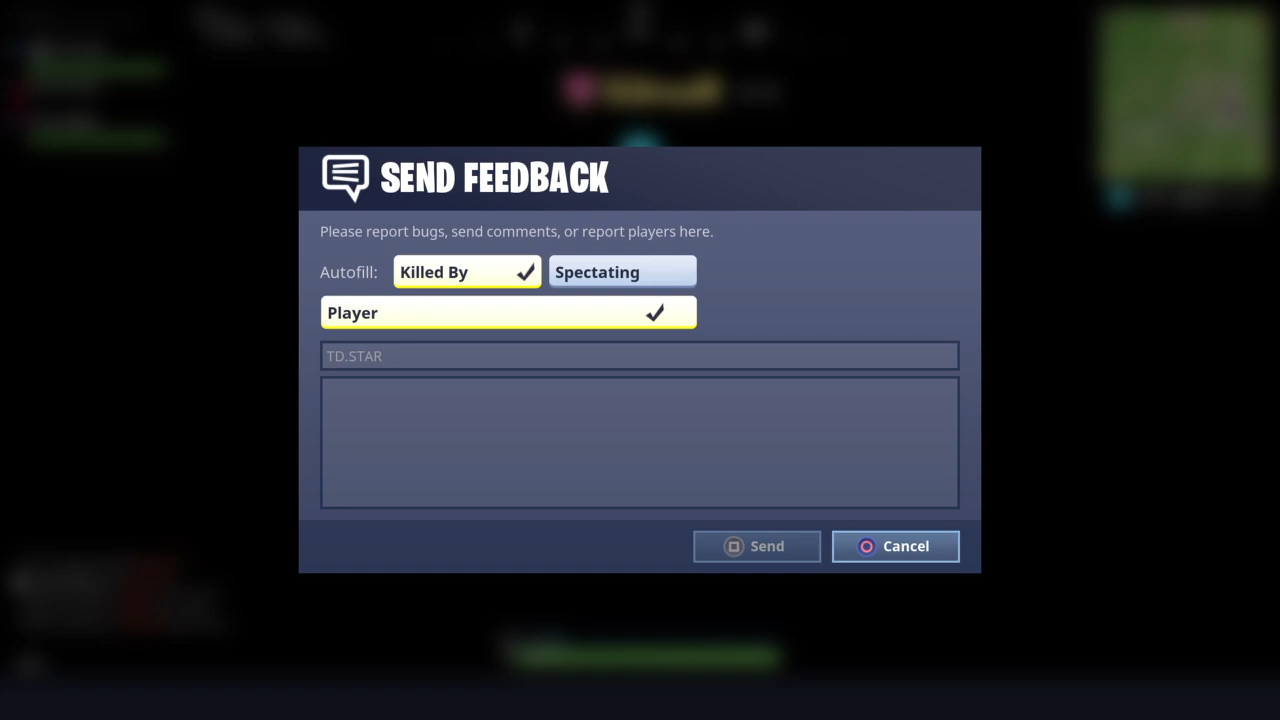 SEND FEEDBACK
Please report bugs, send comments, or report players here.
Autofill: Killed By Spectating
Player
TD.STAR
Send Cancel